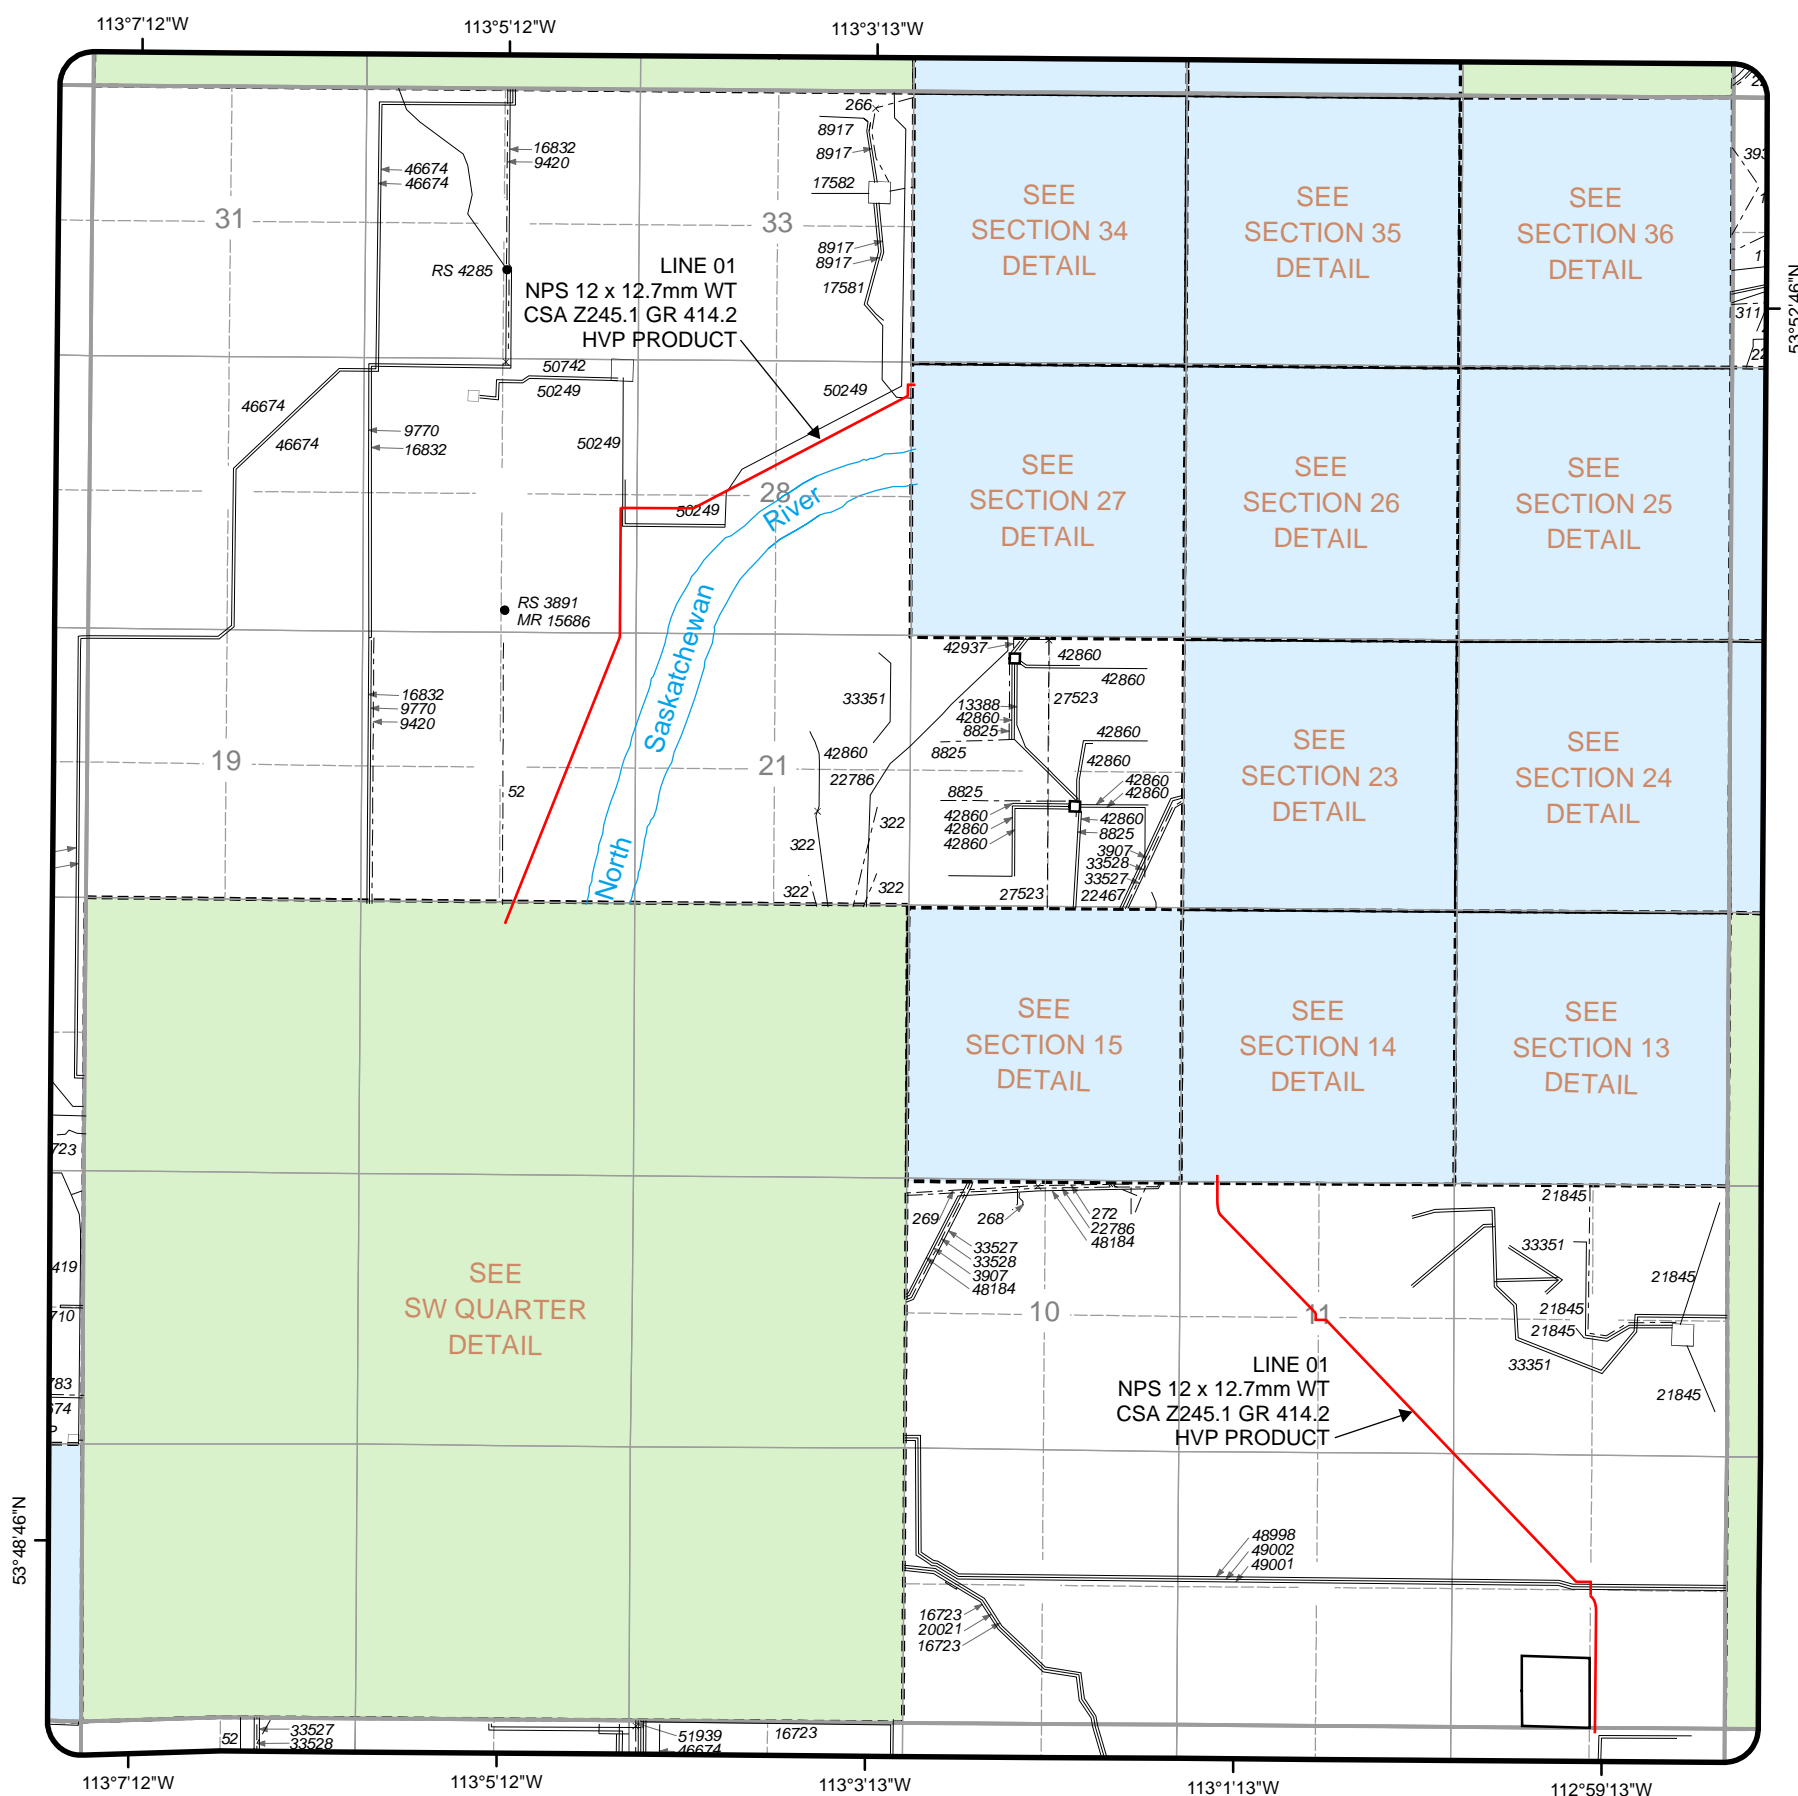 113°7'12"W
113°5'12"W
113°3'13"W
266
8917
8917
17582
8917
8917
17581
16832
9420
46674
46674
31
33
RS 4285
LINE 01
NPS 12 x 12.7mm WT
CSA Z245.1 GR 414.2
HVP PRODUCT
SEE
SECTION 34
DETAIL
SEE
SECTION 35
DETAIL
SEE
SECTION 36
DETAIL
311
53°52'46"N
50742
50249
50249
50249
50249
46674
46674
9770
16832
28
North Saskatchewan River
RS 3891
MR 15686
SEE
SECTION 27
DETAIL
SEE
SECTION 26
DETAIL
SEE
SECTION 25
DETAIL
16832
9770
9420
19
52
21
33351
42860
22786
322
322
322
322
42937
42860
42860
27523
13388
42860
8825
8825
42860
42860
42860
42860
8825
42860
42860
42860
42860
8825
3907
33528
33527
22467
27523
SEE
SECTION 23
DETAIL
SEE
SECTION 24
DETAIL
SEE
SECTION 15
DETAIL
SEE
SECTION 14
DETAIL
SEE
SECTION 13
DETAIL
723
419
710
783
SEE
SW QUARTER
DETAIL
269
268
272
22786
48184
33527
33528
3907
48184
10
11
21845
33351
21845
21845
21845
33351
21845
LINE 01
NPS 12 x 12.7mm WT
CSA Z245.1 GR 414.2
HVP PRODUCT
48998
49002
49001
16723
20021
16723
53°48'46"N
52
33527
33528
51939
46674
16723
113°7'12"W
113°5'12"W
113°3'13"W
113°1'13"W
112°59'13"W